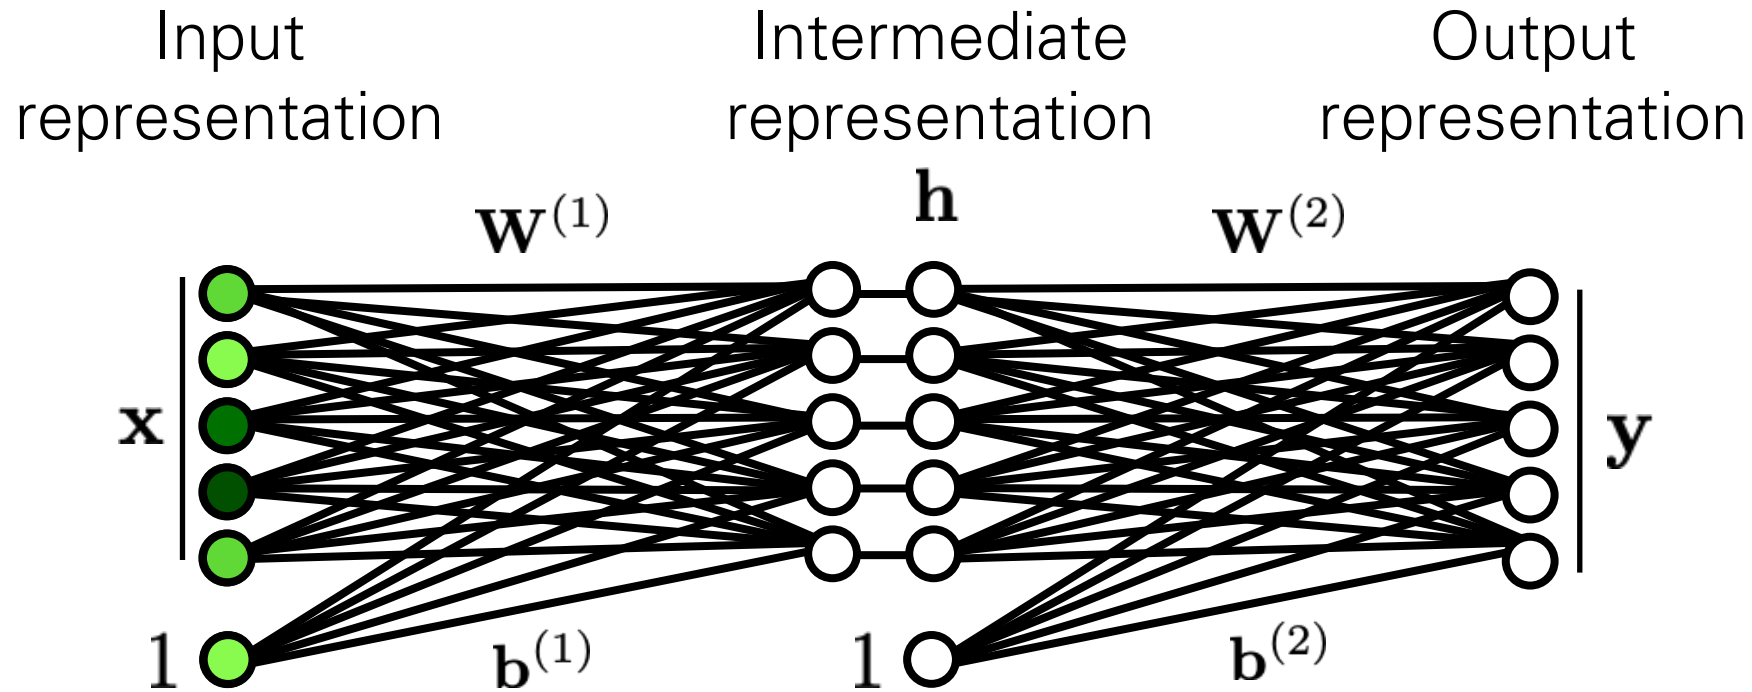 Input
representation
Intermediate
representation
Output
representation
h
W(1)
W(2)
x
y
1
b(1)
1
b(2)